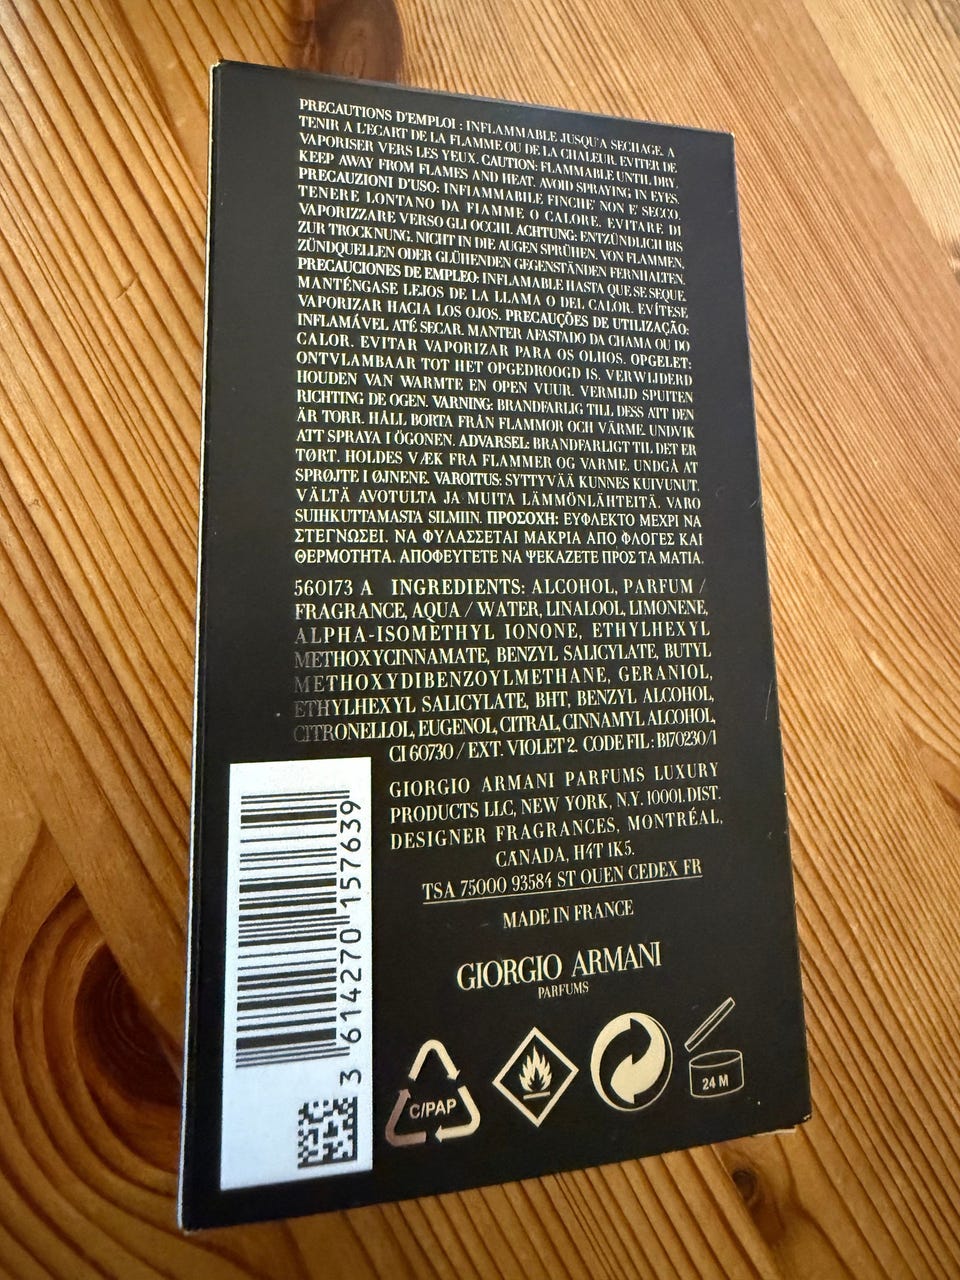 PRECAUTIONS D'EMPLOI : INFLAMMABLE JUSQU'A SECHAGE. A
TENIR A L'ECART DE LA FLAMME OU DE LA CHALEUR. EVITER DE
VAPORISER VERS LES YEUX. CAUTION: FLAMMABLE UNTIL DRY.
KEEP AWAY FROM FLAMES AND HEAT. AVOID SPRAYING IN EYES.
PRECAUZIONI D'USO: INFIAMMABILE FINCHE' NON E' SECCO.
TENERE LONTANO DA FIAMME O CALORE. EVITARE DI
VAPORIZZARE VERSO GLI OCCHI. ACHTUNG: ENTZÜNDLICH BIS
ZUR TROCKNUNG. NICHT IN DIE AUGEN SPRÜHEN. VON FLAMMEN,
ZÜNDQUELLEN ODER GLÜHENDEN GEGENSTÄNDEN FERNHALTEN.
PRECAUCIONES DE EMPLEO: INFLAMABLE HASTA QUE SE SEQUE.
MANTÉNGASE LEJOS DE LA LLAMA O DEL CALOR. EVÍTESE
VAPORIZAR HACIA LOS OJOS. PRECAUÇÕES DE UTILIZAÇÃO:
INFLAMÁVEL ATÉ SECAR. MANTER AFASTADO DA CHAMA OU DO
CALOR. EVITAR VAPORIZAR PARA OS OLHOS. OPGELET:
ONTVLAMBAAR TOT HET OPGEDROOGD IS. VERWIJDERD
HOUDEN VAN WARMTE EN OPEN VUUR. VERMIJD SPUITEN
RICHTING DE OGEN. VARNING: BRANDFARLIG TILL DESS ATT DEN
ÄR TORR. HÅLL BORTA FRÅN FLAMMOR OCH VÄRME. UNDVIK
ATT SPRAYA I ÖGONEN. ADVARSEL: BRANDFARLIGT TIL DET ER
TØRT. HOLDES VÆK FRA FLAMMER OG VARME. UNDGÅ AT
SPRØJTE I ØJNENE. VAROITUS: SYTTYVÄÄ KUNNES KUIVUNUT.
VÄLTÄ AVOTULTA JA MUITA LÄMMÖNLÄHTEITÄ. VARO
SUIHKUTTAMASTA SILMIIN. ΠΡΟΣΟΧΗ: ΕΥΦΛΕΚΤΟ ΜΕΧΡΙ ΝΑ
ΣΤΕΓΝΩΣΕΙ. ΝΑ ΦΥΛΑΣΣΕΤΑΙ ΜΑΚΡΙΑ ΑΠΟ ΦΛΟΓΕΣ ΚΑΙ
ΘΕΡΜΟΤΗΤΑ. ΑΠΟΦΕΥΓΕΤΕ ΝΑ ΨΕΚΑΖΕΤΕ ΠΡΟΣ ΤΑ ΜΑΤΙΑ.
560173 A INGREDIENTS: ALCOHOL, PARFUM /
FRAGRANCE, AQUA / WATER, LINALOOL, LIMONENE,
ALPHA-ISOMETHYL IONONE, ETHYLHEXYL
METHOXYCINNAMATE, BENZYL SALICYLATE, BUTYL
METHOXYDIBENZOYLMETHANE, GERANIOL,
ETHYLHEXYL SALICYLATE, BHT, BENZYL ALCOHOL,
CITRONELLOL, EUGENOL, CITRAL, CINNAMYL ALCOHOL,
CI 60730 / EXT. VIOLET 2. CODE FIL : B170230/1
GIORGIO ARMANI PARFUMS LUXURY
PRODUCTS LLC, NEW YORK, N.Y. 10001. DIST.
DESIGNER FRAGRANCES, MONTRÉAL,
CANADA, H4T 1K5.
TSA 75000 93584 ST OUEN CEDEX FR
MADE IN FRANCE
GIORGIO ARMANI
PARFUMS
3 614270 157639
C/PAP
24 M